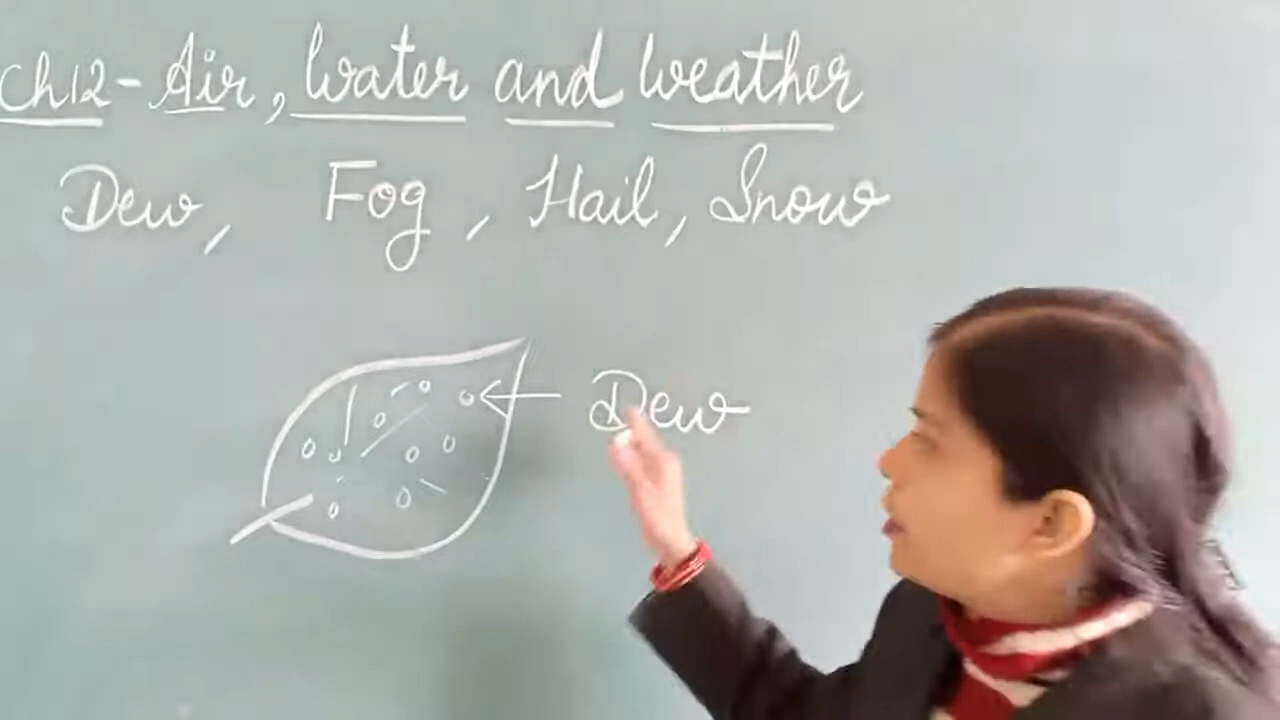 Ch12- Air, Water and Weather
Dew, Fog, Hail, Snow
Dew